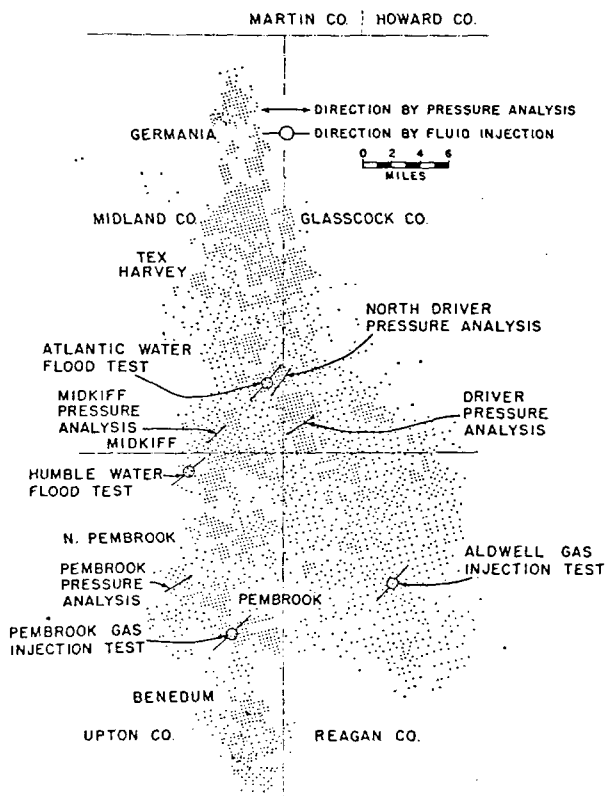 MARTIN CO. HOWARD CO.
DIRECTION BY PRESSURE ANALYSIS
GERMANIA
DIRECTION BY FLUID INJECTION
0 2 4 6
MILES
MIDLAND CO.
GLASSCOCK CO.
TEX
HARVEY
NORTH DRIVER
PRESSURE ANALYSIS
ATLANTIC WATER
FLOOD TEST
MIDKIFF
PRESSURE
ANALYSIS
MIDKIFF
DRIVER
PRESSURE
ANALYSIS
HUMBLE WATER
FLOOD TEST
N. PEMBROOK
ALDWELL GAS
INJECTION TEST
PEMBROOK
PRESSURE
ANALYSIS
PEMBROOK
PEMBROOK GAS
INJECTION TEST
BENEDUM
UPTON CO.
REAGAN CO.